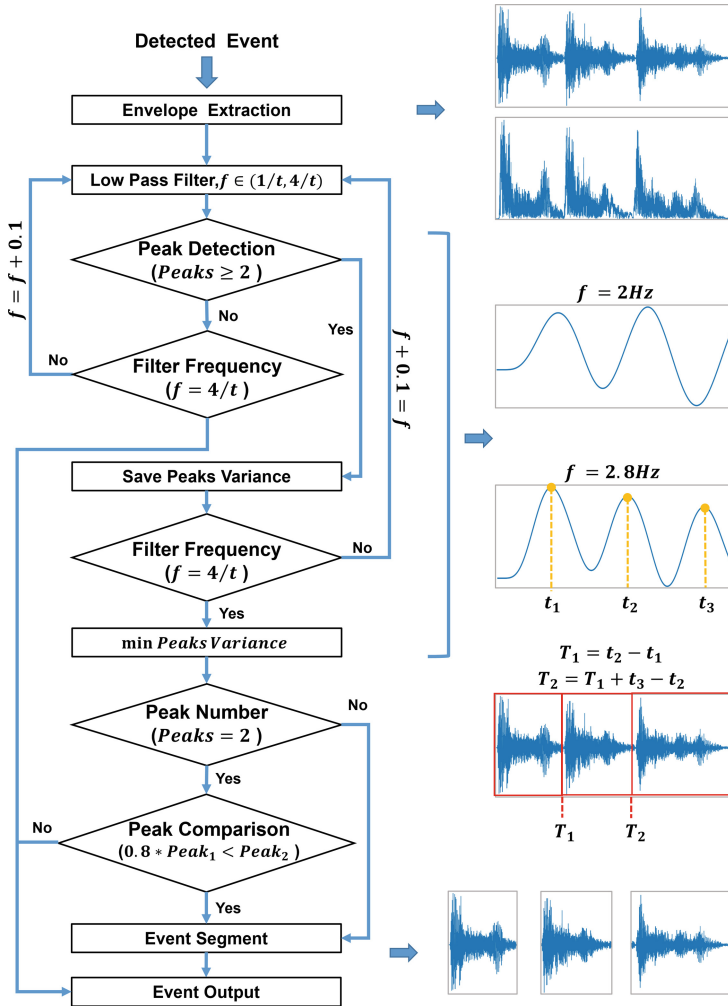 Detected Event
Envelope Extraction
Low Pass Filter,f ∈ (1/t, 4/t)
Peak Detection
(Peaks ≥ 2 )
No
Yes
f = f + 0.1
No
Filter Frequency
(f = 4/t )
f + 0.1 = f
Save Peaks Variance
Filter Frequency
(f = 4/t )
No
Yes
min Peaks Variance
Peak Number
(Peaks = 2 )
No
Yes
Peak Comparison
(0.8 * Peak₁ < Peak₂ )
No
Yes
Event Segment
Event Output
f = 2Hz
f = 2.8Hz
t₁ t₂ t₃
T₁ = t₂ − t₁
T₂ = T₁ + t₃ − t₂
T₁ T₂